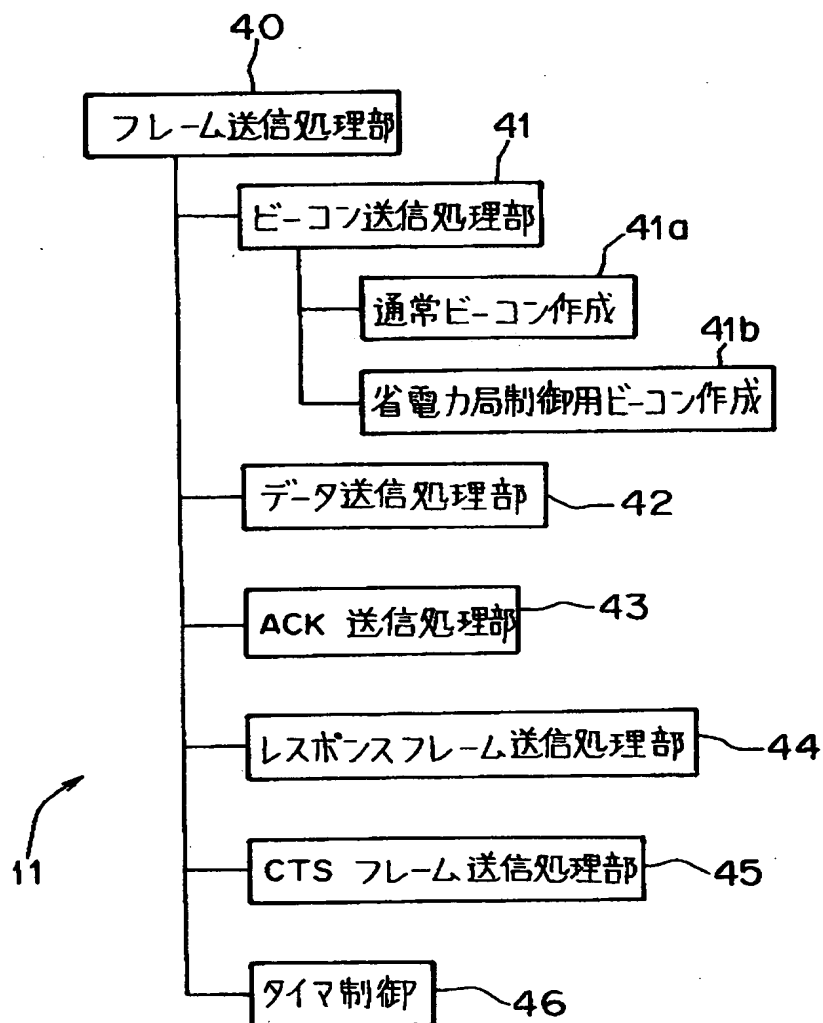 40
フレーム送信処理部
41
ビーコン送信処理部
41a
通常ビーコン作成
41b
省電力局制御用ビーコン作成
データ送信処理部
42
ACK 送信処理部
43
レスポンスフレーム送信処理部
44
11
CTS フレーム送信処理部
45
タイマ制御
46